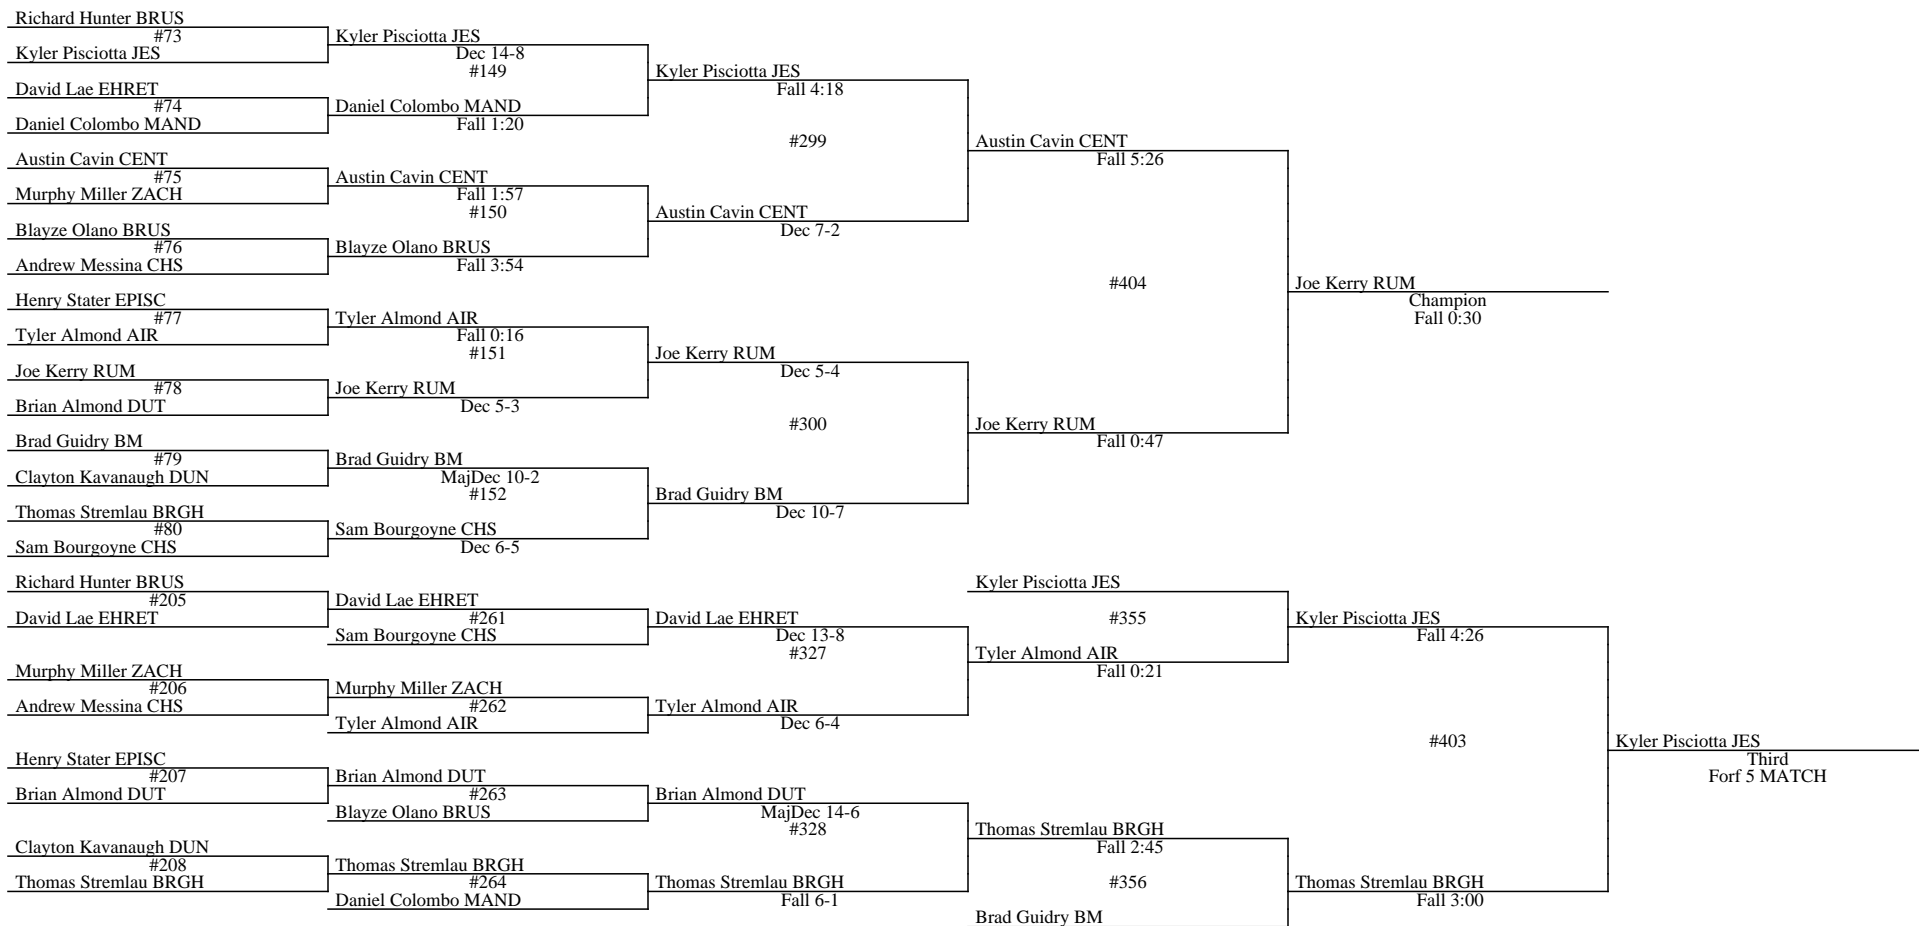 Richard Hunter BRUS
#73
Kyler Pisciotta JES
David Lae EHRET
#74
Daniel Colombo MAND
Austin Cavin CENT
#75
Murphy Miller ZACH
Blayze Olano BRUS
#76
Andrew Messina CHS
Henry Stater EPISC
#77
Tyler Almond AIR
Joe Kerry RUM
#78
Brian Almond DUT
Brad Guidry BM
#79
Clayton Kavanaugh DUN
Thomas Stremlau BRGH
#80
Sam Bourgoyne CHS
Kyler Pisciotta JES
Dec 14-8
#149
Daniel Colombo MAND
Fall 1:20
Austin Cavin CENT
Fall 1:57
#150
Blayze Olano BRUS
Fall 3:54
Tyler Almond AIR
Fall 0:16
#151
Joe Kerry RUM
Dec 5-3
Brad Guidry BM
MajDec 10-2
#152
Sam Bourgoyne CHS
Dec 6-5
Kyler Pisciotta JES
Fall 4:18
#299
Austin Cavin CENT
Dec 7-2
Joe Kerry RUM
Dec 5-4
#300
Brad Guidry BM
Dec 10-7
Austin Cavin CENT
Fall 5:26
#404
Joe Kerry RUM
Fall 0:47
Joe Kerry RUM
Champion
Fall 0:30
Richard Hunter BRUS
#205
David Lae EHRET
Murphy Miller ZACH
#206
Andrew Messina CHS
Henry Stater EPISC
#207
Brian Almond DUT
Clayton Kavanaugh DUN
#208
Thomas Stremlau BRGH
David Lae EHRET
#261
Sam Bourgoyne CHS
Murphy Miller ZACH
#262
Tyler Almond AIR
Brian Almond DUT
#263
Blayze Olano BRUS
Thomas Stremlau BRGH
#264
Daniel Colombo MAND
David Lae EHRET
Dec 13-8
#327
Tyler Almond AIR
Dec 6-4
Brian Almond DUT
MajDec 14-6
#328
Thomas Stremlau BRGH
Fall 6-1
Kyler Pisciotta JES
#355
Tyler Almond AIR
Fall 0:21
Thomas Stremlau BRGH
Fall 2:45
#356
Brad Guidry BM
Kyler Pisciotta JES
Fall 4:26
#403
Thomas Stremlau BRGH
Fall 3:00
Kyler Pisciotta JES
Third
Forf 5 MATCH